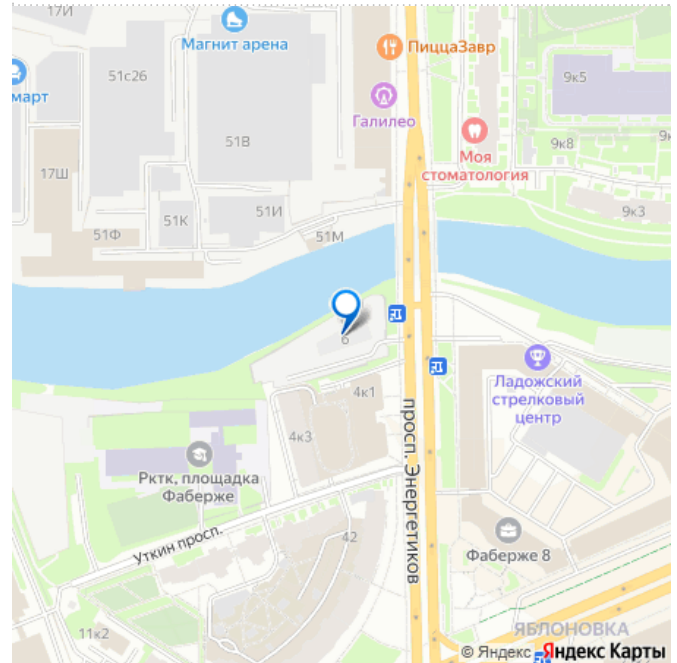 17И
Магнит арена
ПиццаЗавр
51с26
март
9к5
Галилео
51В
Моя
стоматология
9к8
9к
17Ш
51К
51И
9к3
51Ф
51М
6
Ладожский
стрелковый
центр
4к1
4к3
просп. Энергетиков
Рктк, площадка
Фаберже
Уткин просп.
42
Фаберже 8
11к2
ЯБЛОНОВКА
© Яндекс Яндекс Карты